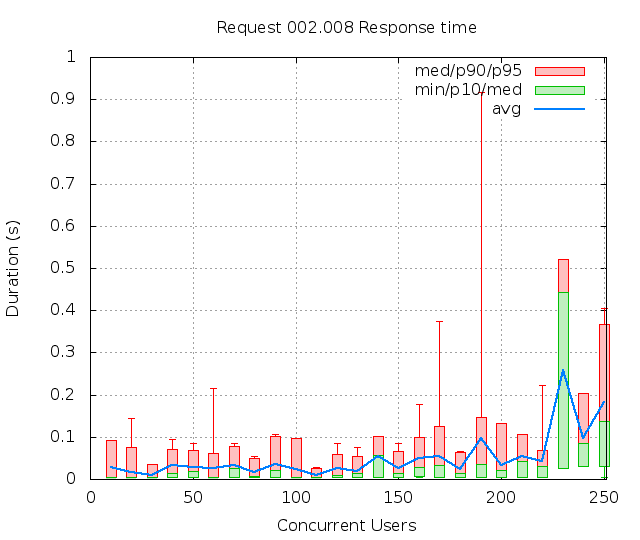 Request 002.008 Response time
med/p90/p95
min/p10/med
avg
1
0.9
0.8
0.7
0.6
0.5
0.4
0.3
0.2
0.1
0
Duration (s)
0 50 100 150 200 250
Concurrent Users